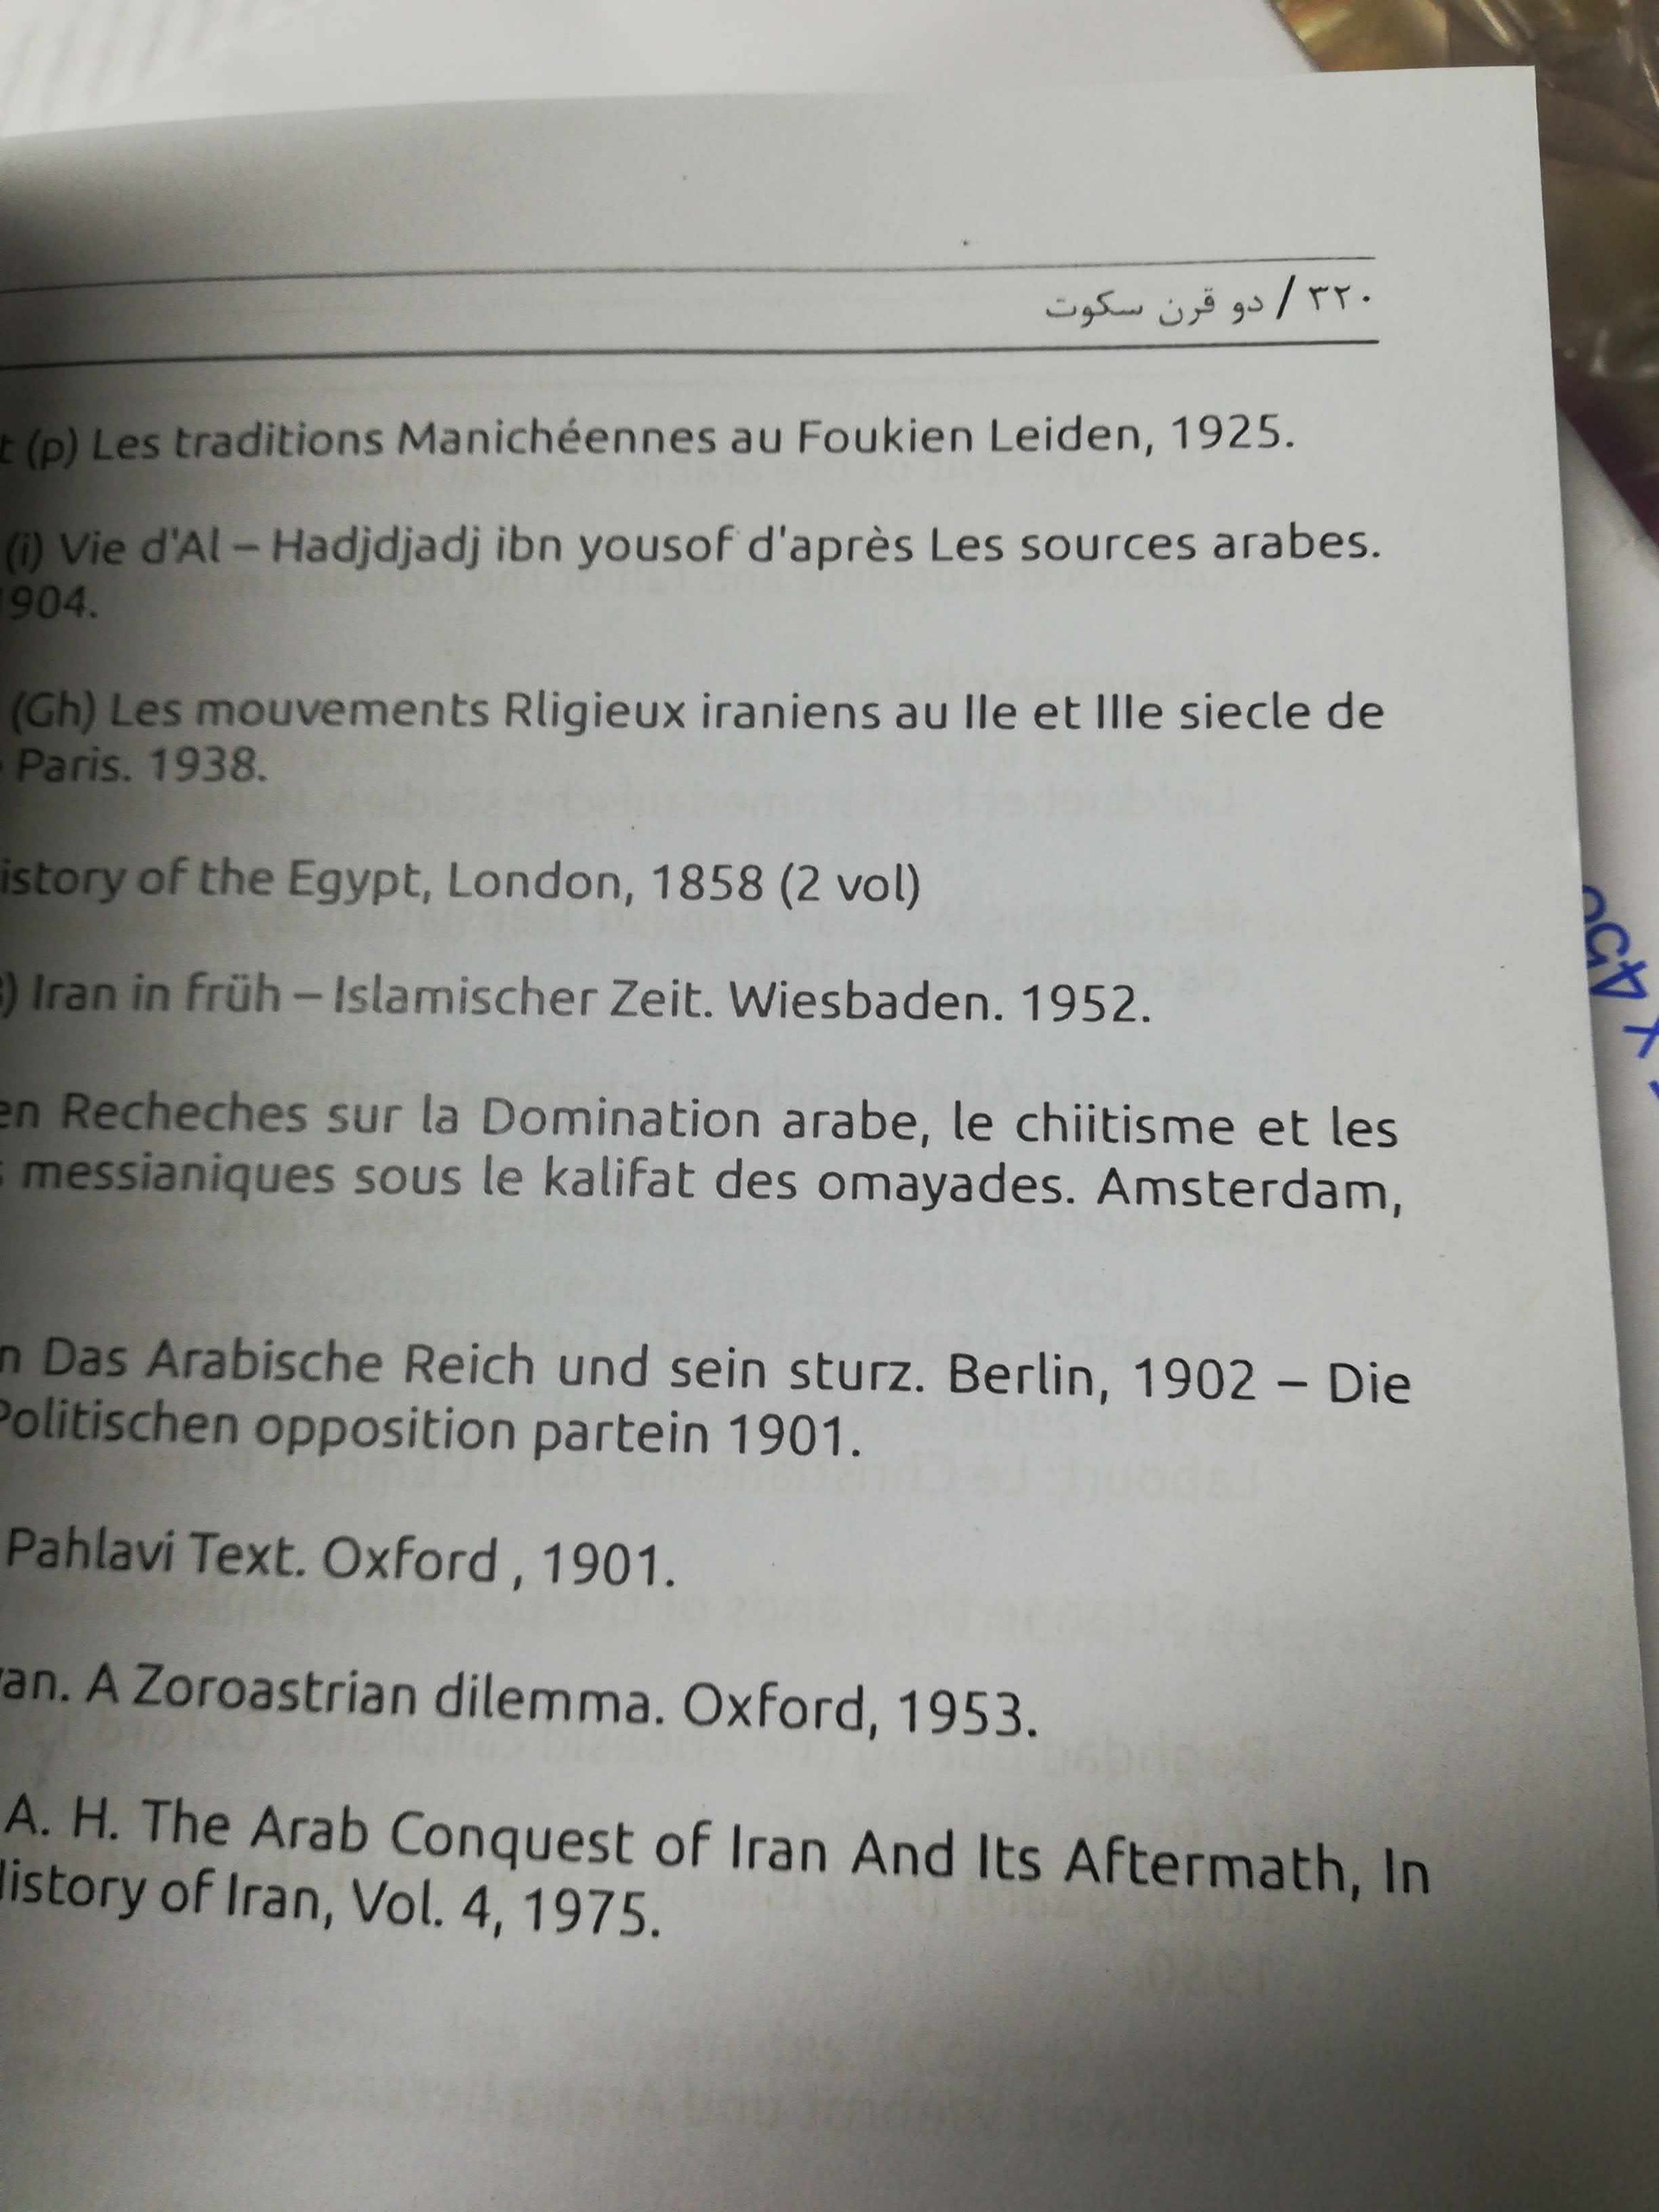 ۳۲۰ / دو قرن سکوت
(p) Les traditions Manichéennes au Foukien Leiden, 1925.
(i) Vie d'Al – Hadjdjadj ibn yousof d'après Les sources arabes.
904.
(Gh) Les mouvements Rligieux iraniens au IIe et IIIe siecle de
Paris. 1938.
istory of the Egypt, London, 1858 (2 vol)
) Iran in früh – Islamischer Zeit. Wiesbaden. 1952.
en Recheches sur la Domination arabe, le chiitisme et les
messianiques sous le kalifat des omayades. Amsterdam,
n Das Arabische Reich und sein sturz. Berlin, 1902 – Die
Politischen opposition partein 1901.
Pahlavi Text. Oxford , 1901.
an. A Zoroastrian dilemma. Oxford, 1953.
A. H. The Arab Conquest of Iran And Its Aftermath, In
istory of Iran, Vol. 4, 1975.